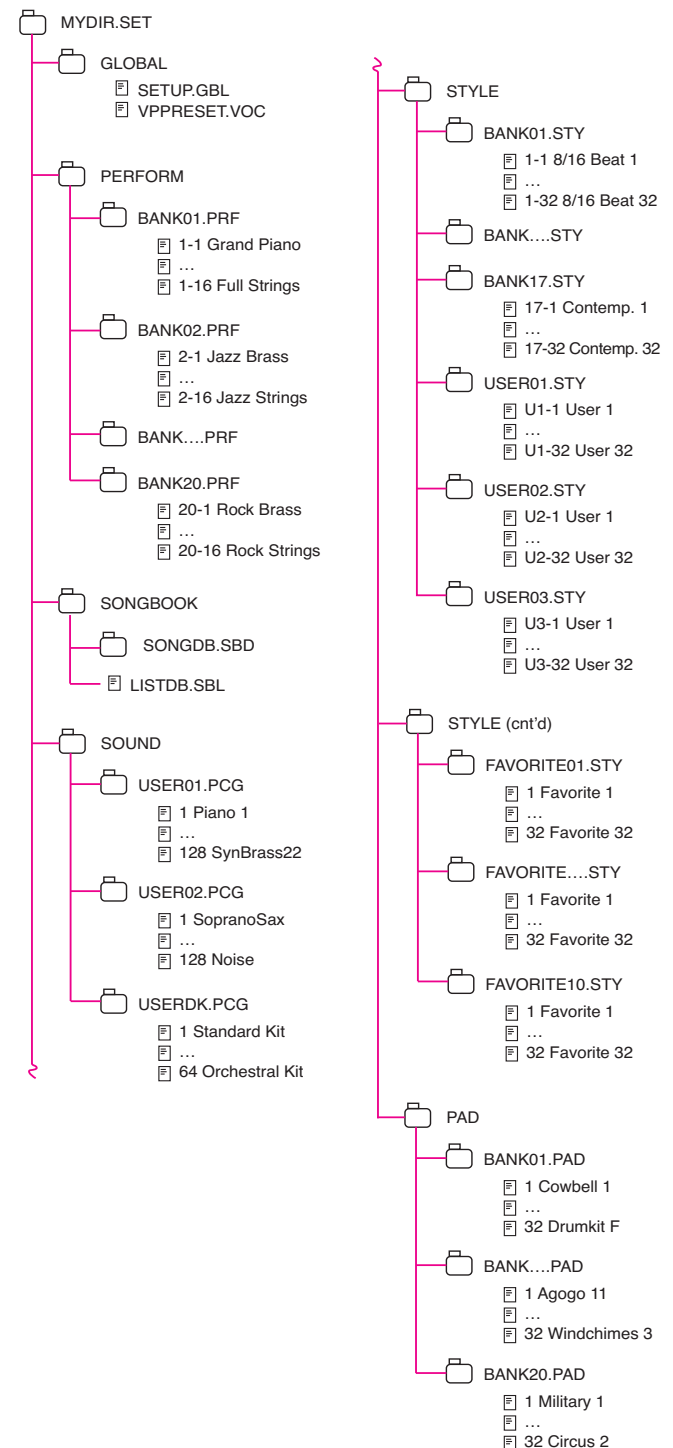 MYDIR.SET
GLOBAL
SETUP.GBL
VPPRESET.VOC
PERFORM
BANK01.PRF
1-1 Grand Piano
…
1-16 Full Strings
BANK02.PRF
2-1 Jazz Brass
…
2-16 Jazz Strings
BANK….PRF
BANK20.PRF
20-1 Rock Brass
…
20-16 Rock Strings
SONGBOOK
SONGDB.SBD
LISTDB.SBL
SOUND
USER01.PCG
1 Piano 1
…
128 SynBrass22
USER02.PCG
1 SopranoSax
…
128 Noise
USERDK.PCG
1 Standard Kit
…
64 Orchestral Kit
STYLE
BANK01.STY
1-1 8/16 Beat 1
…
1-32 8/16 Beat 32
BANK….STY
BANK17.STY
17-1 Contemp. 1
…
17-32 Contemp. 32
USER01.STY
U1-1 User 1
…
U1-32 User 32
USER02.STY
U2-1 User 1
…
U2-32 User 32
USER03.STY
U3-1 User 1
…
U3-32 User 32
STYLE (cnt’d)
FAVORITE01.STY
1 Favorite 1
…
32 Favorite 32
FAVORITE….STY
1 Favorite 1
…
32 Favorite 32
FAVORITE10.STY
1 Favorite 1
…
32 Favorite 32
PAD
BANK01.PAD
1 Cowbell 1
…
32 Drumkit F
BANK….PAD
1 Agogo 11
…
32 Windchimes 3
BANK20.PAD
1 Military 1
…
32 Circus 2